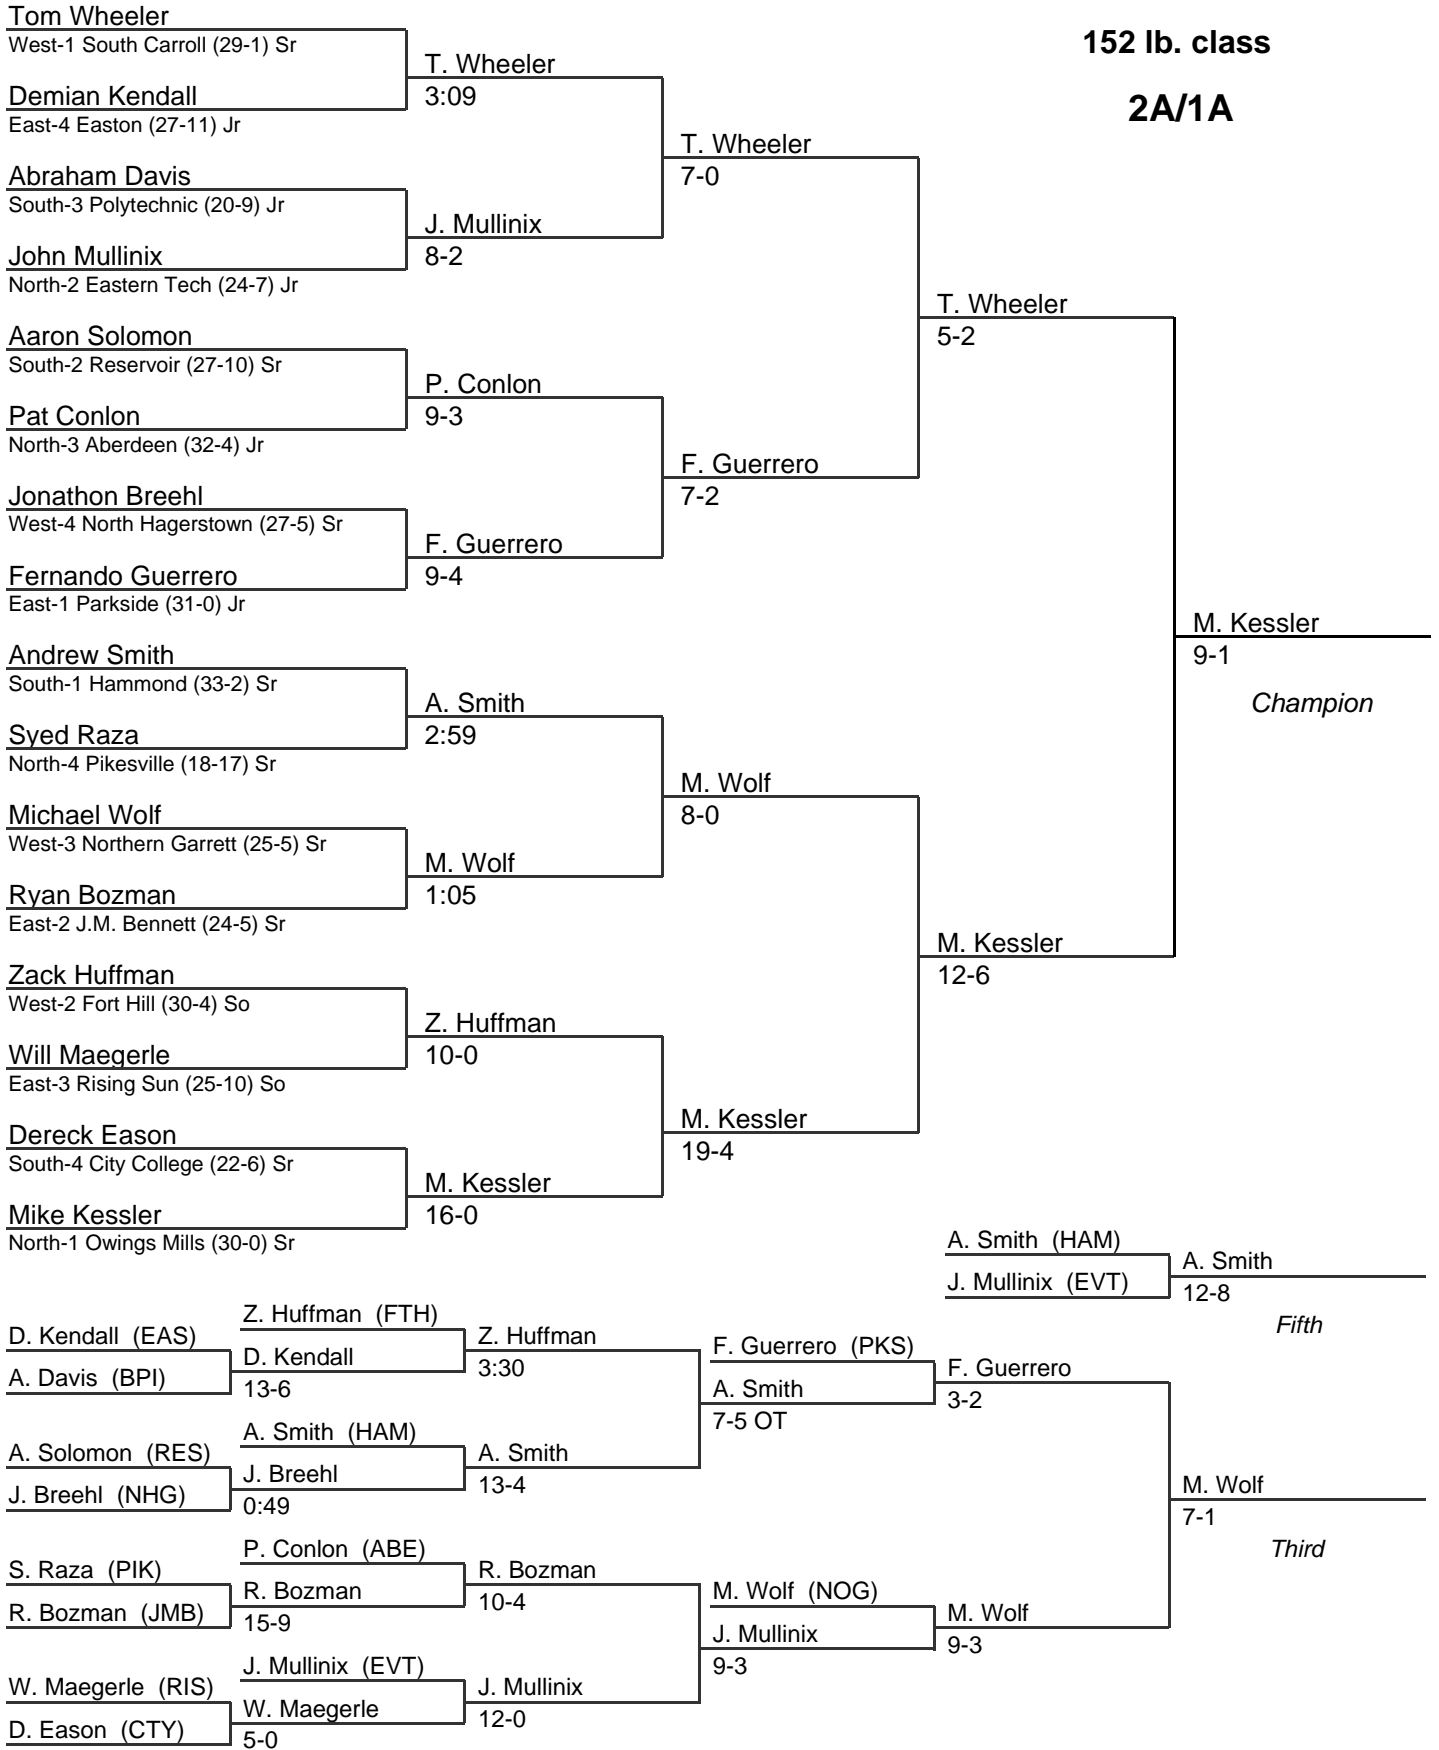 Tom Wheeler
West-1 South Carroll (29-1) Sr
Demian Kendall
East-4 Easton (27-11) Jr
Abraham Davis
South-3 Polytechnic (20-9) Jr
John Mullinix
North-2 Eastern Tech (24-7) Jr
Aaron Solomon
South-2 Reservoir (27-10) Sr
Pat Conlon
North-3 Aberdeen (32-4) Jr
Jonathon Breehl
West-4 North Hagerstown (27-5) Sr
Fernando Guerrero
East-1 Parkside (31-0) Jr
Andrew Smith
South-1 Hammond (33-2) Sr
Syed Raza
North-4 Pikesville (18-17) Sr
Michael Wolf
West-3 Northern Garrett (25-5) Sr
Ryan Bozman
East-2 J.M. Bennett (24-5) Sr
Zack Huffman
West-2 Fort Hill (30-4) So
Will Maegerle
East-3 Rising Sun (25-10) So
Dereck Eason
South-4 City College (22-6) Sr
Mike Kessler
North-1 Owings Mills (30-0) Sr
T. Wheeler
3:09
J. Mullinix
8-2
P. Conlon
9-3
F. Guerrero
9-4
A. Smith
2:59
M. Wolf
1:05
Z. Huffman
10-0
M. Kessler
16-0
T. Wheeler
7-0
F. Guerrero
7-2
M. Wolf
8-0
M. Kessler
19-4
T. Wheeler
5-2
M. Kessler
12-6
152 lb. class
2A/1A
M. Kessler
9-1
Champion
A. Smith (HAM)
J. Mullinix (EVT)
A. Smith
12-8
Fifth
D. Kendall (EAS)
A. Davis (BPI)
A. Solomon (RES)
J. Breehl (NHG)
S. Raza (PIK)
R. Bozman (JMB)
W. Maegerle (RIS)
D. Eason (CTY)
Z. Huffman (FTH)
D. Kendall
13-6
A. Smith (HAM)
J. Breehl
0:49
P. Conlon (ABE)
R. Bozman
15-9
J. Mullinix (EVT)
W. Maegerle
5-0
Z. Huffman
3:30
A. Smith
13-4
R. Bozman
10-4
J. Mullinix
12-0
F. Guerrero (PKS)
A. Smith
7-5 OT
M. Wolf (NOG)
J. Mullinix
9-3
F. Guerrero
3-2
M. Wolf
9-3
M. Wolf
7-1
Third